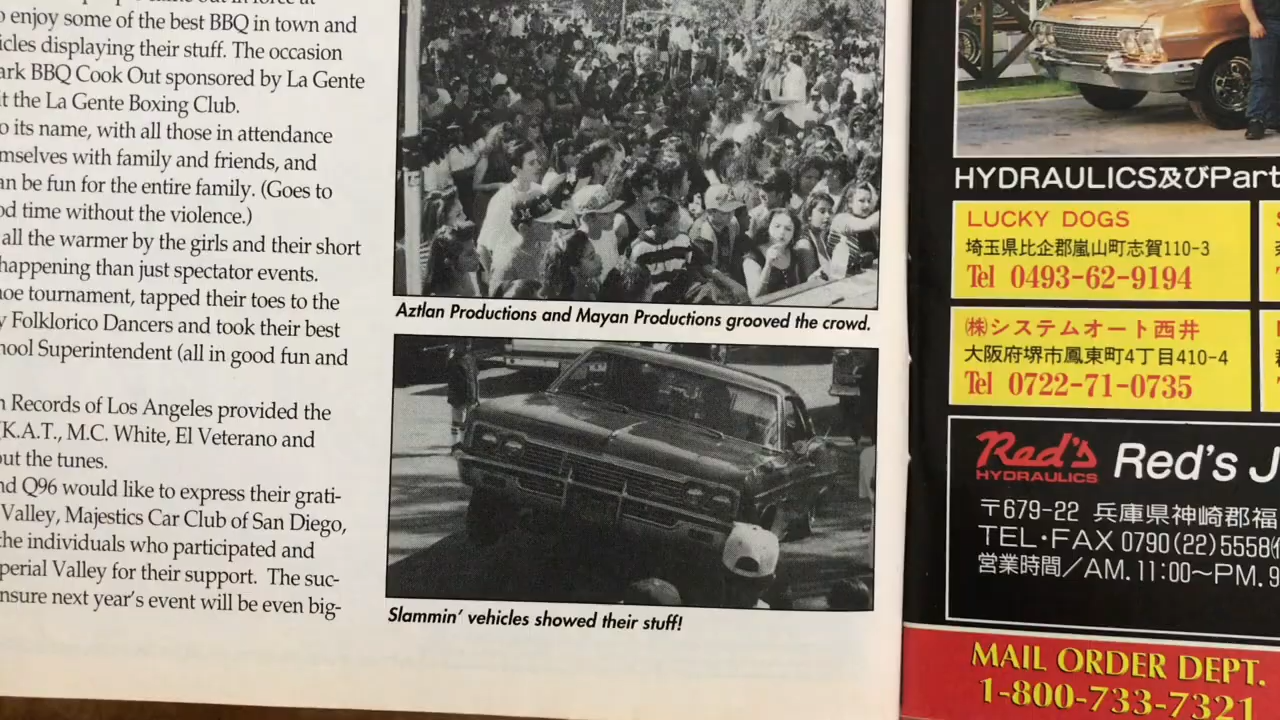 o enjoy some of the best BBQ in town and
icles displaying their stuff. The occasion
ark BBQ Cook Out sponsored by La Gente
it the La Gente Boxing Club.
o its name, with all those in attendance
mselves with family and friends, and
an be fun for the entire family. (Goes to
od time without the violence.)
all the warmer by the girls and their short
happening than just spectator events.
oe tournament, tapped their toes to the
y Folklorico Dancers and took their best
hool Superintendent (all in good fun and
n Records of Los Angeles provided the
(K.A.T., M.C. White, El Veterano and
out the tunes.
nd Q96 would like to express their grati-
Valley, Majestics Car Club of San Diego,
the individuals who participated and
perial Valley for their support. The suc-
nsure next year's event will be even big-
Aztlan Productions and Mayan Productions grooved the crowd.
Slammin' vehicles showed their stuff!
HYDRAULICS及びPart
LUCKY DOGS
埼玉県比企郡嵐山町志賀110-3
Tel 0493-62-9194
㈱システムオート西井
大阪府堺市鳳東町4丁目410-4
Tel 0722-71-0735
Red's
HYDRAULICS
Red's J
〒679-22 兵庫県神崎郡福
TEL・FAX 0790(22)5558
営業時間/AM.11:00~PM.9
MAIL ORDER DEPT.
1-800-733-7321